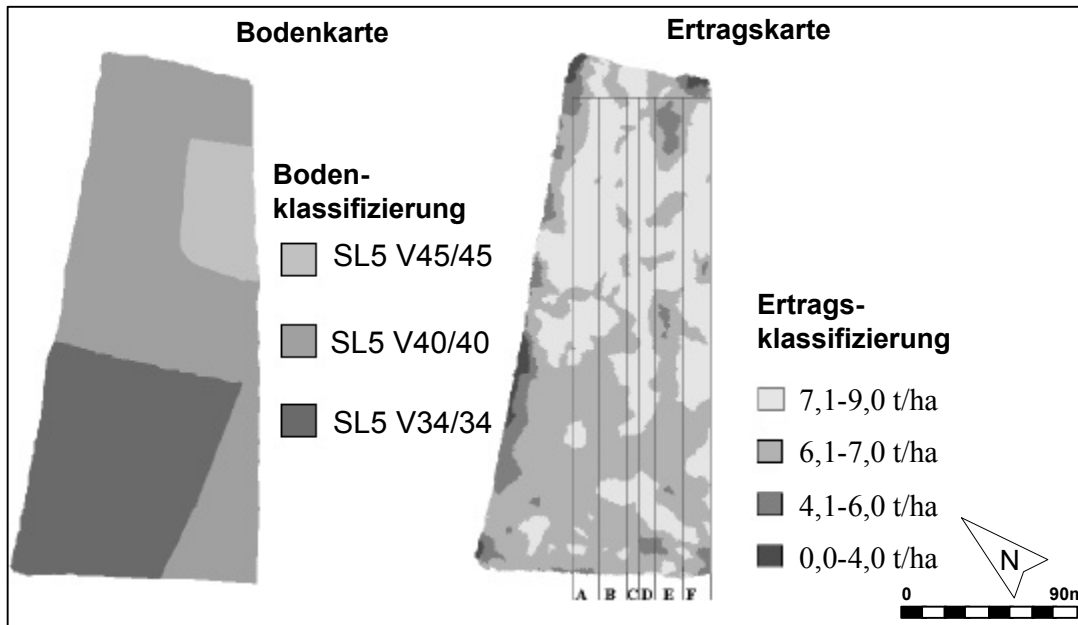 Bodenkarte
Ertragskarte
Boden-
klassifizierung
SL5 V45/45
SL5 V40/40
SL5 V34/34
Ertrags-
klassifizierung
7,1-9,0 t/ha
6,1-7,0 t/ha
4,1-6,0 t/ha
0,0-4,0 t/ha
A B C D E F
N
0 90m